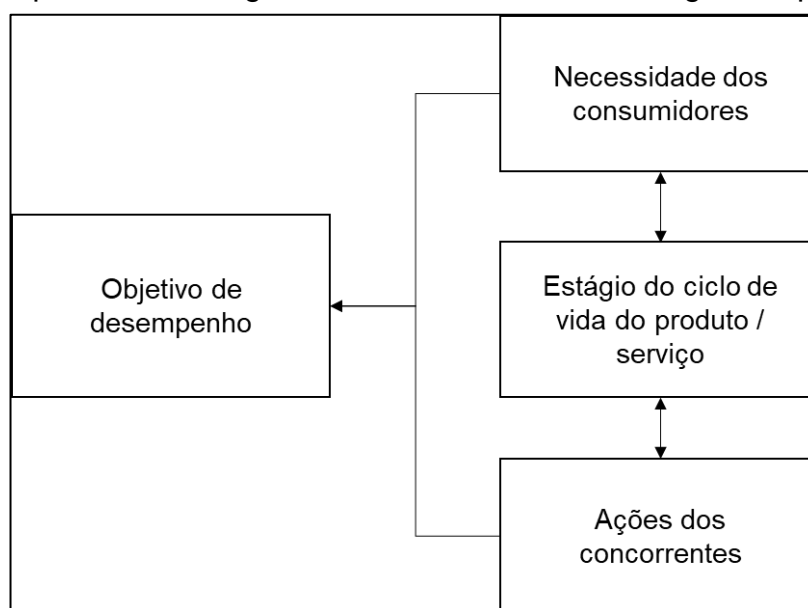 Necessidade dos
consumidores
Objetivo de
desempenho
Estágio do ciclo de
vida do produto /
serviço
Ações dos
concorrentes